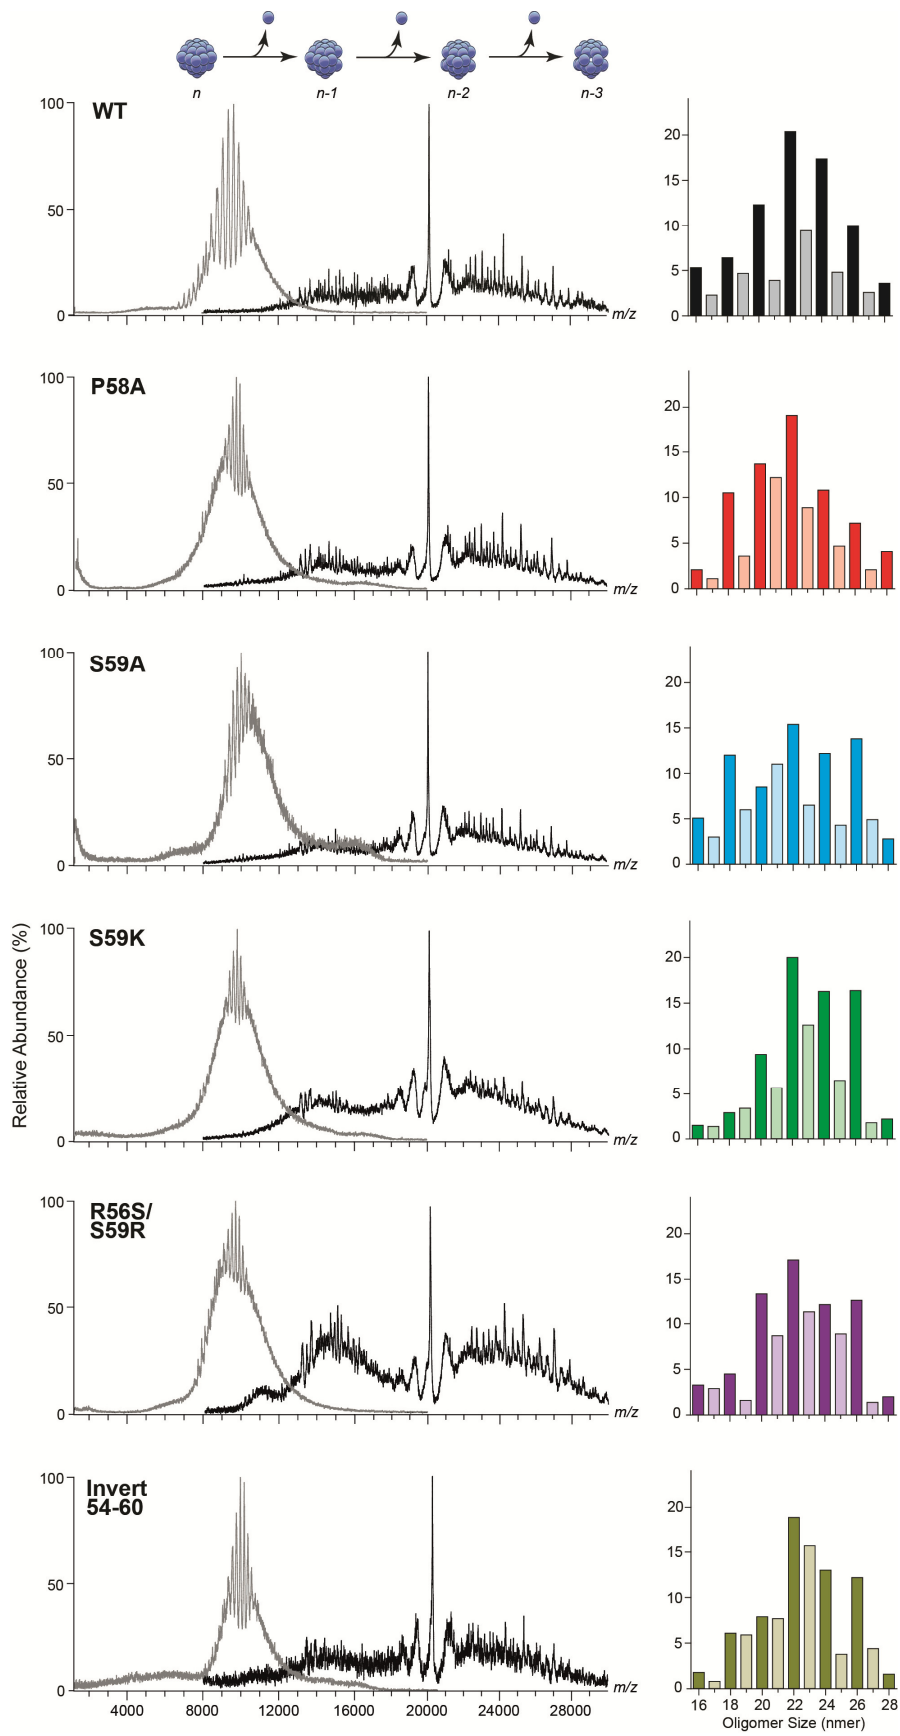 n n-1 n-2 n-3
WT
100
50
0
m/z
20
15
10
5
0
P58A
100
50
0
m/z
20
15
10
5
0
S59A
100
50
0
m/z
20
15
10
5
0
Relative Abundance (%)
S59K
100
50
0
m/z
20
15
10
5
0
R56S/
S59R
100
50
0
m/z
20
15
10
5
0
Invert
54-60
100
50
0
m/z
4000 8000 12000 16000 20000 24000 28000
20
15
10
5
0
16 18 20 22 24 26 28
Oligomer Size (nmer)